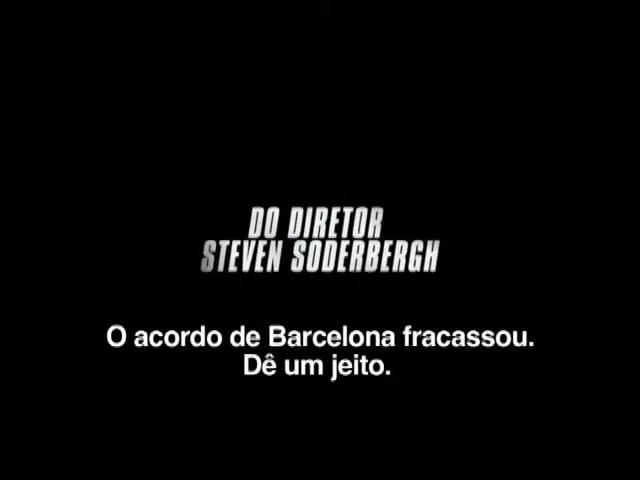 DO DIRETOR
STEVEN SODERBERGH
O acordo de Barcelona fracassou.
Dê um jeito.